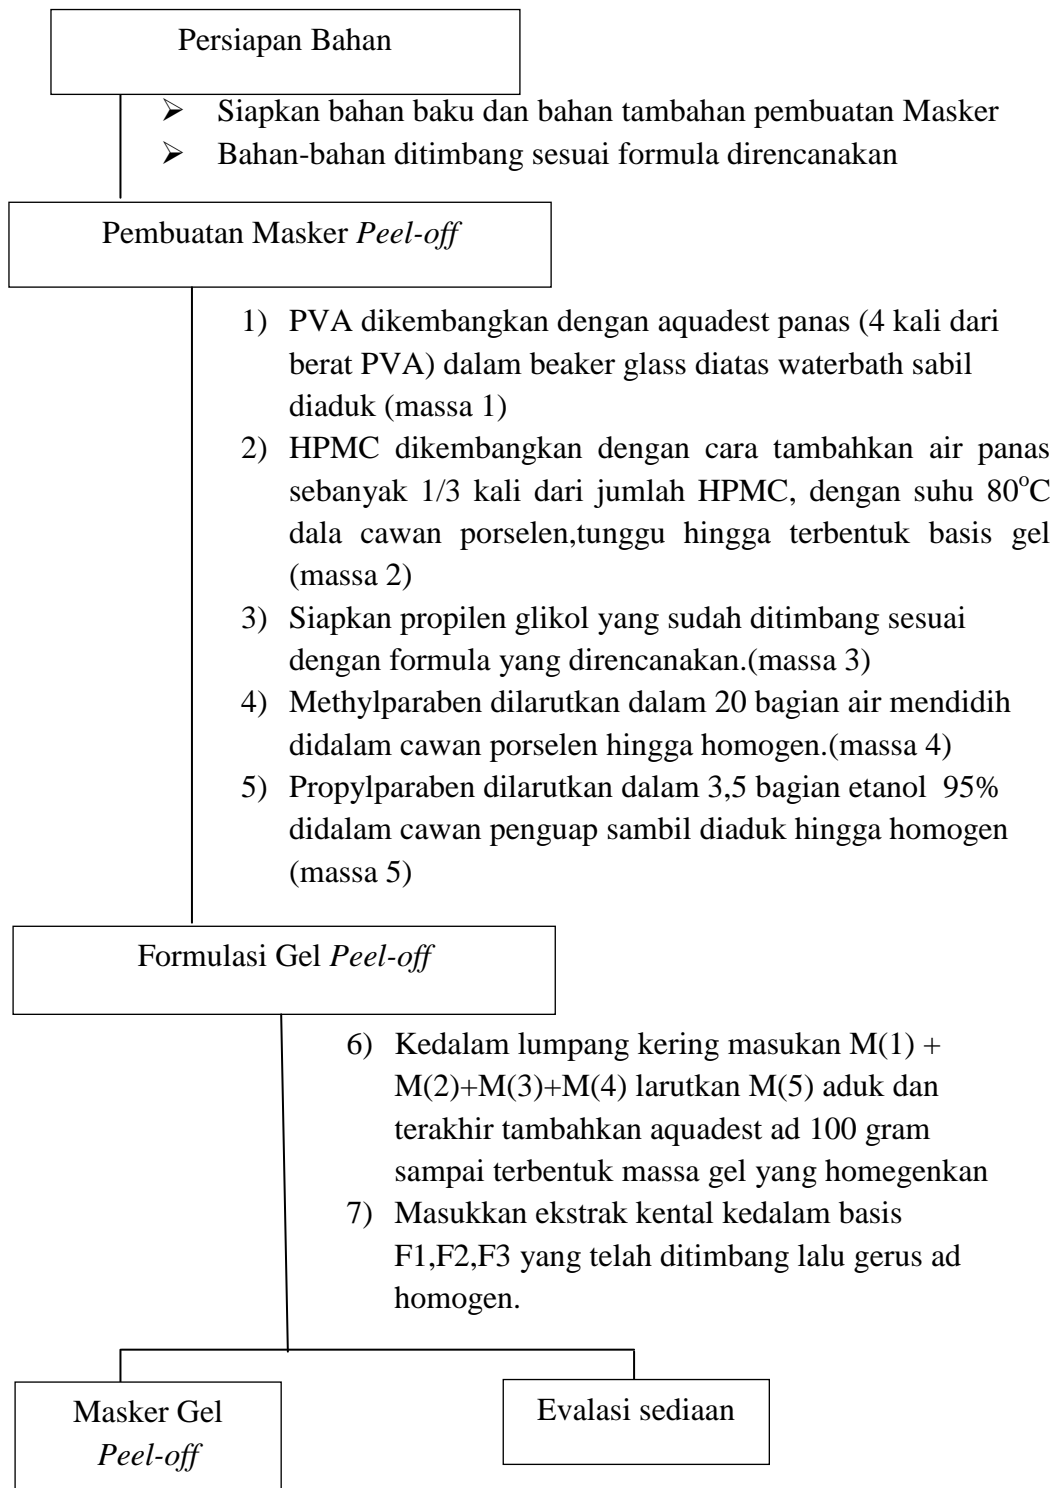 Persiapan Bahan
➢ Siapkan bahan baku dan bahan tambahan pembuatan Masker
➢ Bahan-bahan ditimbang sesuai formula direncanakan
Pembuatan Masker Peel-off
1) PVA dikembangkan dengan aquadest panas (4 kali dari
berat PVA) dalam beaker glass diatas waterbath sabil
diaduk (massa 1)
2) HPMC dikembangkan dengan cara tambahkan air panas
sebanyak 1/3 kali dari jumlah HPMC, dengan suhu 80°C
dala cawan porselen,tunggu hingga terbentuk basis gel
(massa 2)
3) Siapkan propilen glikol yang sudah ditimbang sesuai
dengan formula yang direncanakan.(massa 3)
4) Methylparaben dilarutkan dalam 20 bagian air mendidih
didalam cawan porselen hingga homogen.(massa 4)
5) Propylparaben dilarutkan dalam 3,5 bagian etanol 95%
didalam cawan penguap sambil diaduk hingga homogen
(massa 5)
Formulasi Gel Peel-off
6) Kedalam lumpang kering masukan M(1) +
M(2)+M(3)+M(4) larutkan M(5) aduk dan
terakhir tambahkan aquadest ad 100 gram
sampai terbentuk massa gel yang homegenkan
7) Masukkan ekstrak kental kedalam basis
F1,F2,F3 yang telah ditimbang lalu gerus ad
homogen.
Masker Gel
Peel-off
Evalasi sediaan